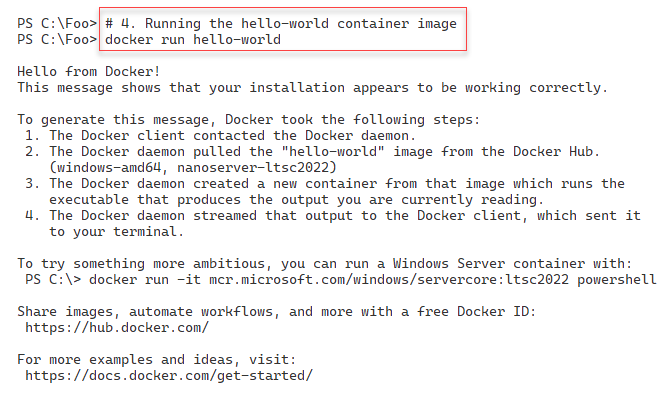 PS C:\Foo> # 4. Running the hello-world container image
PS C:\Foo> docker run hello-world
Hello from Docker!
This message shows that your installation appears to be working correctly.
To generate this message, Docker took the following steps:
1. The Docker client contacted the Docker daemon.
2. The Docker daemon pulled the "hello-world" image from the Docker Hub.
(windows-amd64, nanoserver-ltsc2022)
3. The Docker daemon created a new container from that image which runs the
executable that produces the output you are currently reading.
4. The Docker daemon streamed that output to the Docker client, which sent it
to your terminal.
To try something more ambitious, you can run a Windows Server container with:
PS C:\> docker run -it mcr.microsoft.com/windows/servercore:ltsc2022 powershell
Share images, automate workflows, and more with a free Docker ID:
https://hub.docker.com/
For more examples and ideas, visit:
https://docs.docker.com/get-started/